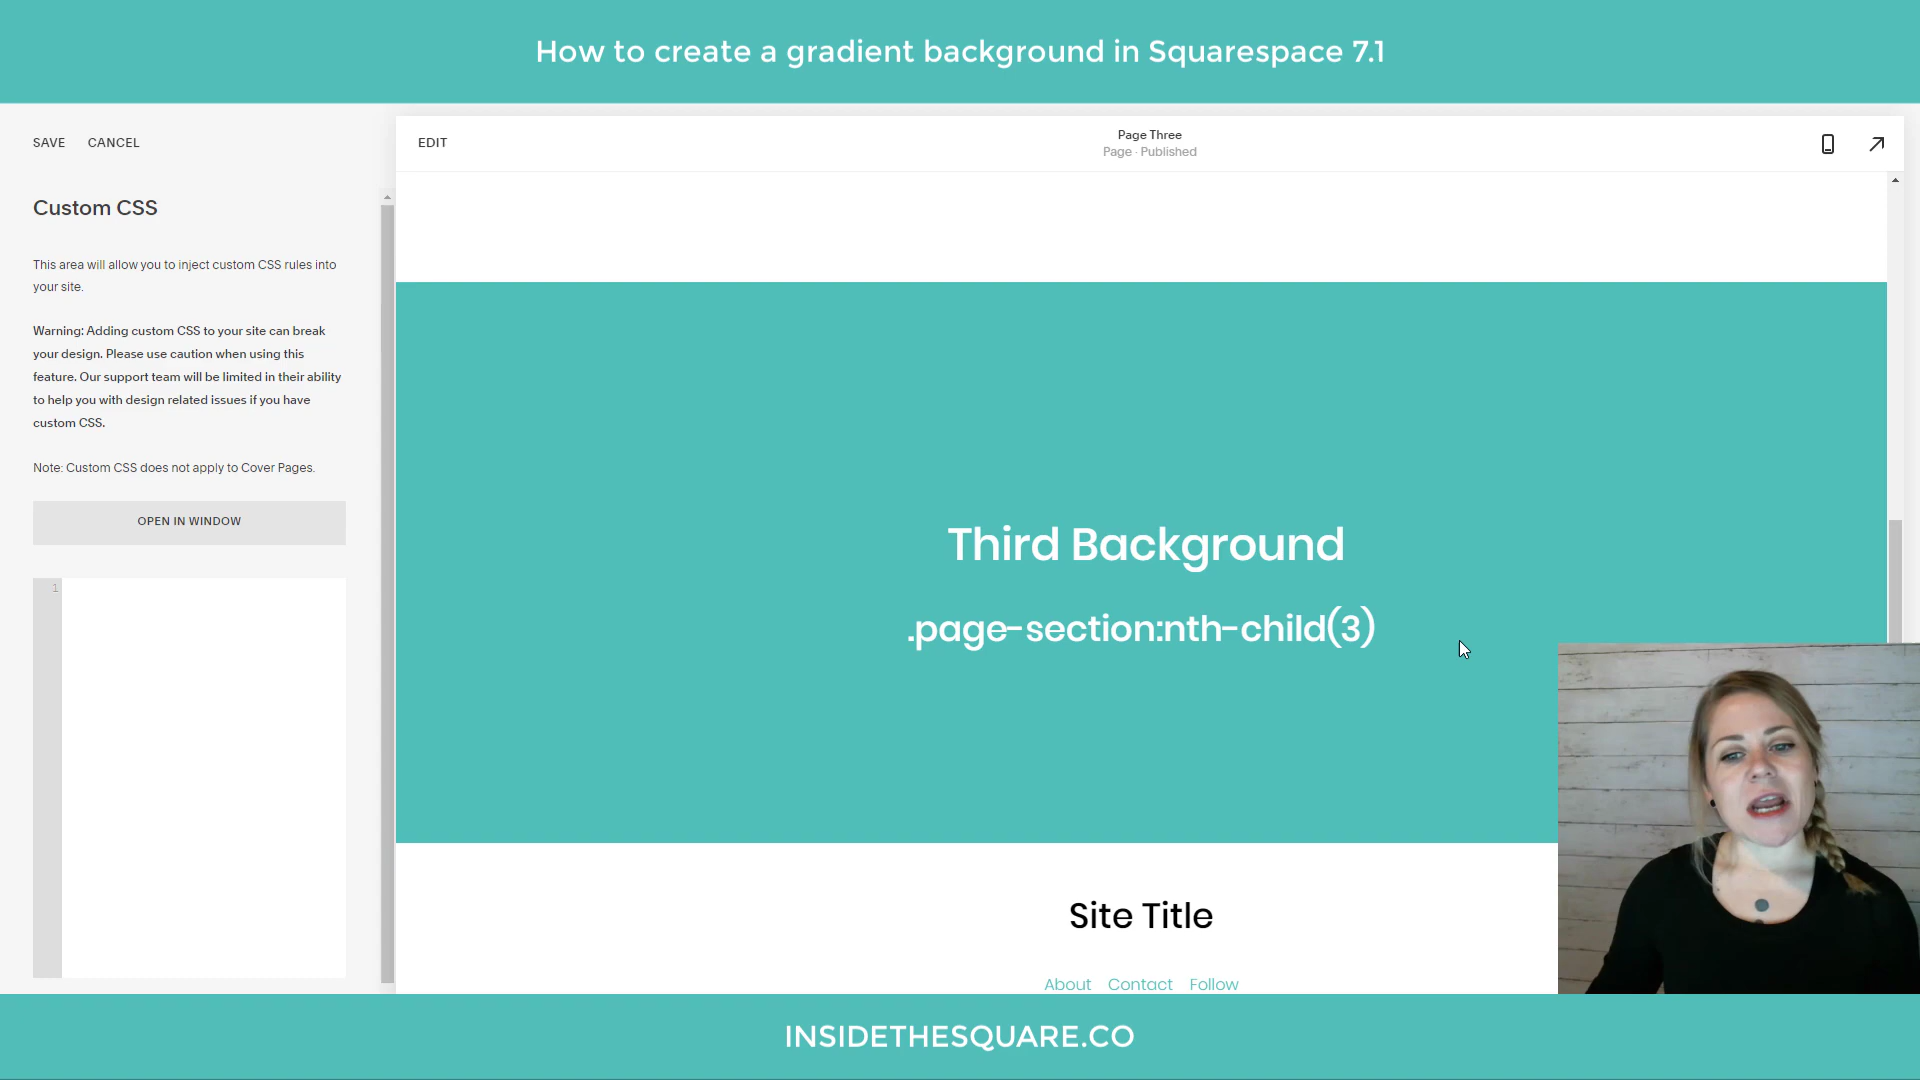 How to create a gradient background in Squarespace 7.1
SAVE CANCEL
EDIT
Page Three
Page · Published
Custom CSS
This area will allow you to inject custom CSS rules into
your site.
Warning: Adding custom CSS to your site can break
your design. Please use caution when using this
feature. Our support team will be limited in their ability
to help you with design related issues if you have
custom CSS.
Note: Custom CSS does not apply to Cover Pages.
OPEN IN WINDOW
1
Third Background
.page-section:nth-child(3)
Site Title
About Contact Follow
INSIDETHESQUARE.CO